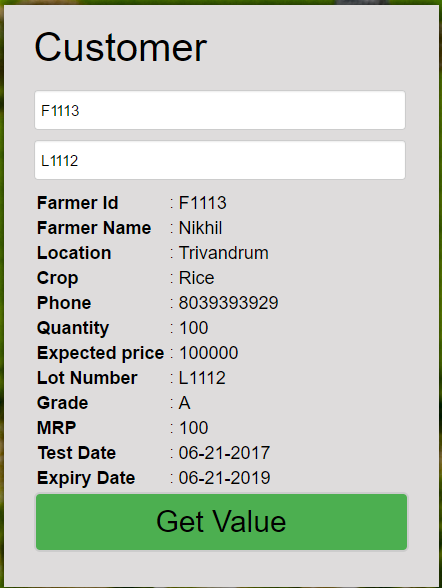 Customer
F1113
L1112
Farmer Id : F1113
Farmer Name : Nikhil
Location : Trivandrum
Crop : Rice
Phone : 8039393929
Quantity : 100
Expected price : 100000
Lot Number : L1112
Grade : A
MRP : 100
Test Date : 06-21-2017
Expiry Date : 06-21-2019
Get Value